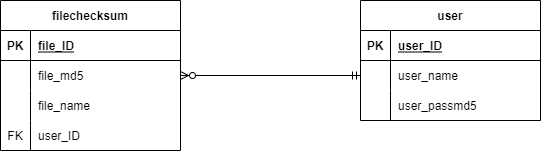 filechecksum
PK file_ID
file_md5
file_name
FK user_ID
user
PK user_ID
user_name
user_passmd5